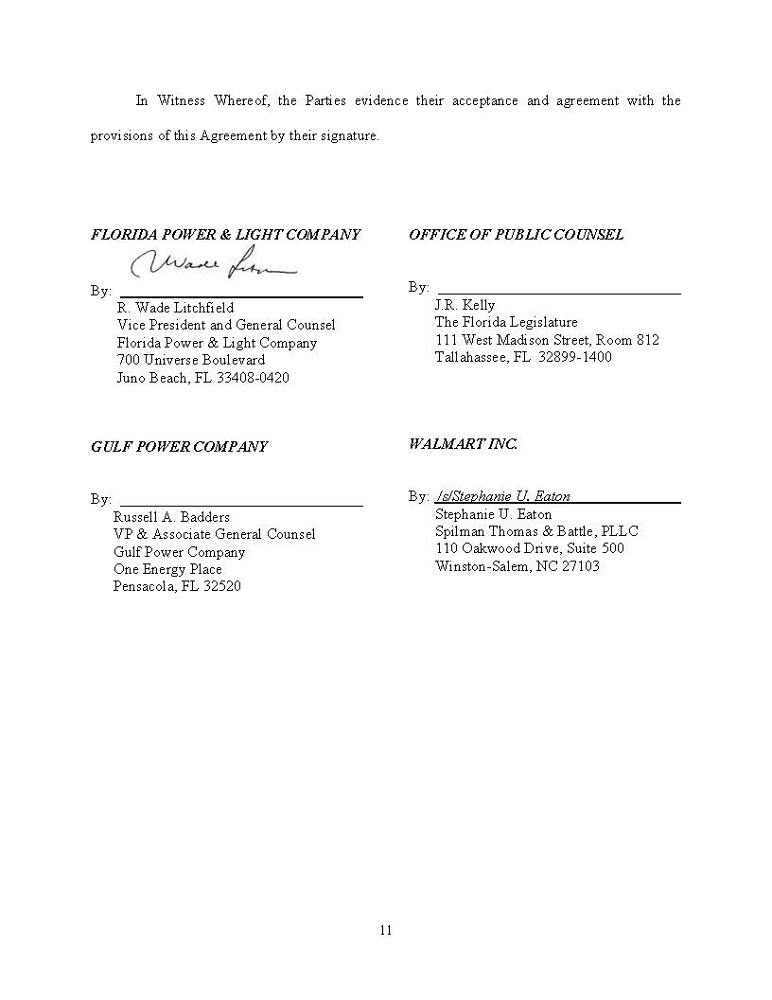 In Witness Whereof, the Parties evidence their acceptance and agreement with the
provisions of this Agreement by their signature.
FLORIDA POWER & LIGHT COMPANY
Wade
By:
R. Wade Litchfield
Vice President and General Counsel
Florida Power & Light Company
700 Universe Boulevard
Juno Beach, FL 33408-0420
OFFICE OF PUBLIC COUNSEL
By:
J.R. Kelly
The Florida Legislature
111 West Madison Street, Room 812
Tallahassee, FL 32899-1400
GULF POWER COMPANY
By:
Russell A. Badders
VP & Associate General Counsel
Gulf Power Company
One Energy Place
Pensacola, FL 32520
WALMART INC.
By: /s/Stephanie U. Eaton
Stephanie U. Eaton
Spilman Thomas & Battle, PLLC
110 Oakwood Drive, Suite 500
Winston-Salem, NC 27103
11